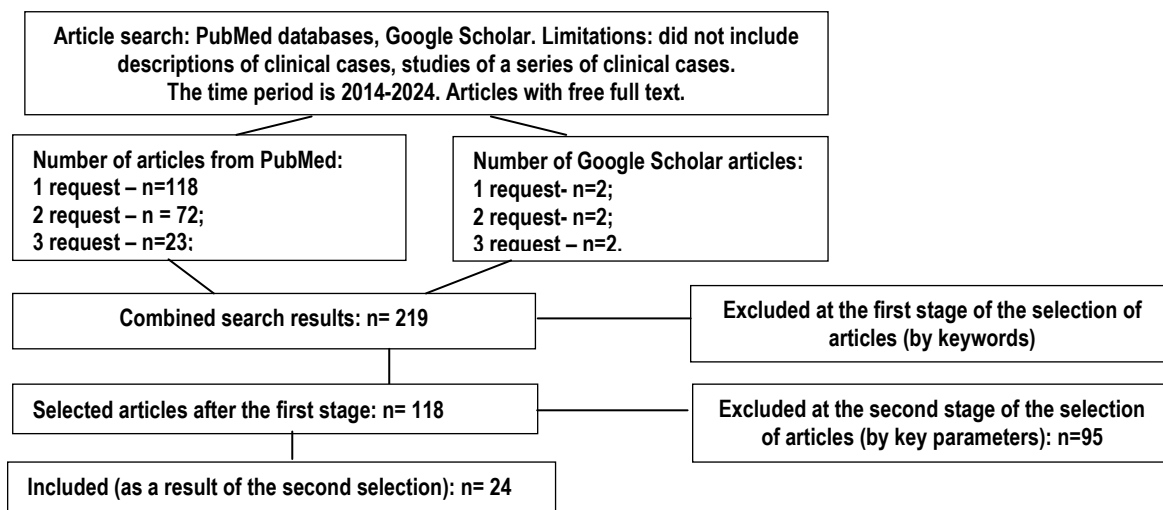 Article search: PubMed databases, Google Scholar. Limitations: did not include
descriptions of clinical cases, studies of a series of clinical cases.
The time period is 2014-2024. Articles with free full text.
Number of articles from PubMed:
1 request – n=118
2 request – n = 72;
3 request – n=23;
Number of Google Scholar articles:
1 request- n=2;
2 request- n=2;
3 request – n=2.
Combined search results: n= 219
Excluded at the first stage of the selection of
articles (by keywords)
Selected articles after the first stage: n= 118
Excluded at the second stage of the selection
of articles (by key parameters): n=95
Included (as a result of the second selection): n= 24